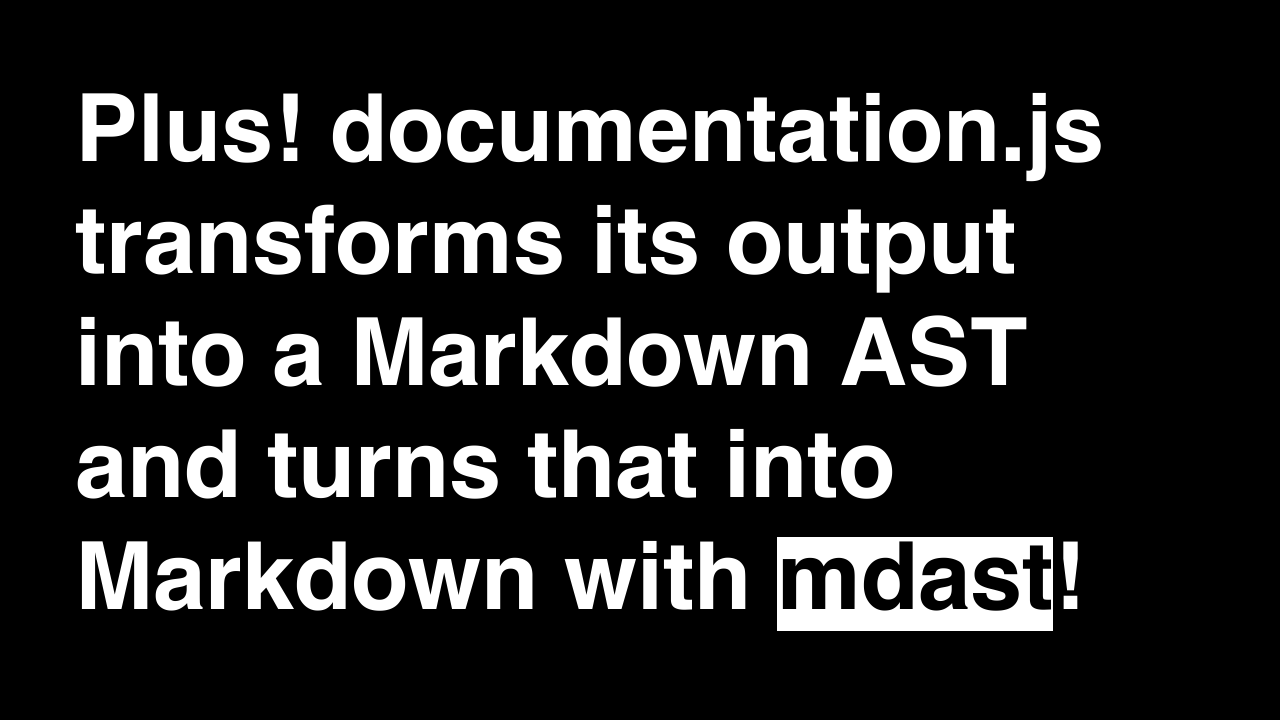 Plus! documentation.js
transforms its output
into a Markdown AST
and turns that into
Markdown with mdast!